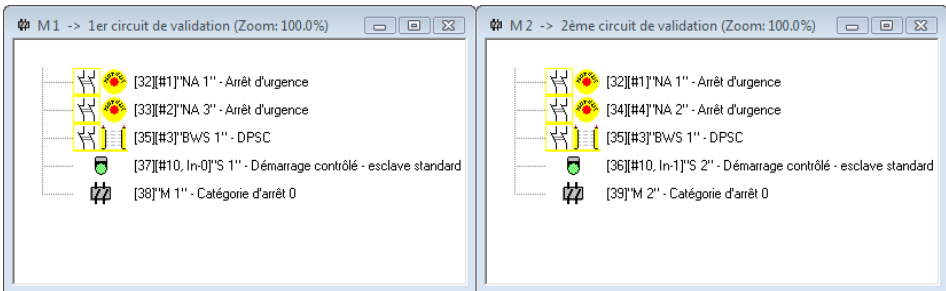 M 1 -> 1er circuit de validation (Zoom: 100.0%)
[32][#1]"NA 1" - Arrêt d'urgence
[33][#2]"NA 3" - Arrêt d'urgence
[35][#3]"BWS 1" - DPSC
[37][#10, In-0]"S 1" - Démarrage contrôlé - esclave standard
[38]"M 1" - Catégorie d'arrêt 0
M 2 -> 2ème circuit de validation (Zoom: 100.0%)
[32][#1]"NA 1" - Arrêt d'urgence
[34][#4]"NA 2" - Arrêt d'urgence
[35][#3]"BWS 1" - DPSC
[36][#10, In-1]"S 2" - Démarrage contrôlé - esclave standard
[39]"M 2" - Catégorie d'arrêt 0